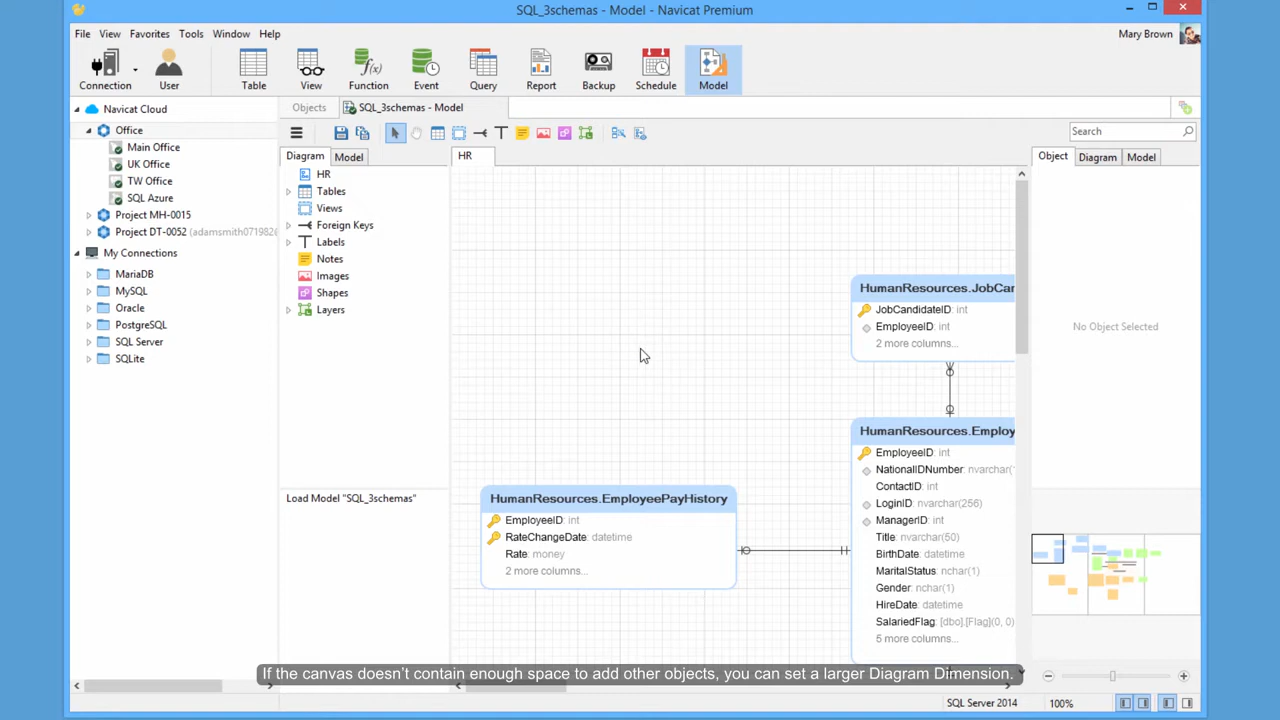 SQL_3schemas - Model - Navicat Premium
File View Favorites Tools Window Help
Mary Brown
Connection User Table View Function Event Query Report Backup Schedule Model
Navicat Cloud
Office
Main Office
UK Office
TW Office
SQL Azure
Project MH-0015
Project DT-0052 (adamsmith071982@
My Connections
MariaDB
MySQL
Oracle
PostgreSQL
SQL Server
SQLite
Objects SQL_3schemas - Model
Search
Diagram Model
HR
Tables
Views
Foreign Keys
Labels
Notes
Images
Shapes
Layers
Load Model "SQL_3schemas"
HR
HumanResources.JobCan
JobCandidateID: int
EmployeeID: int
2 more columns...
HumanResources.EmployeePayHistory
EmployeeID: int
RateChangeDate: datetime
Rate: money
2 more columns...
HumanResources.Employ
EmployeeID: int
NationalIDNumber: nvarchar(1
ContactID: int
LoginID: nvarchar(256)
ManagerID: int
Title: nvarchar(50)
BirthDate: datetime
MaritalStatus: nchar(1)
Gender: nchar(1)
HireDate: datetime
SalariedFlag: [dbo].[Flag](0, 0)
5 more columns...
Object Diagram Model
No Object Selected
If the canvas doesn't contain enough space to add other objects, you can set a larger Diagram Dimension.
SQL Server 2014 100%